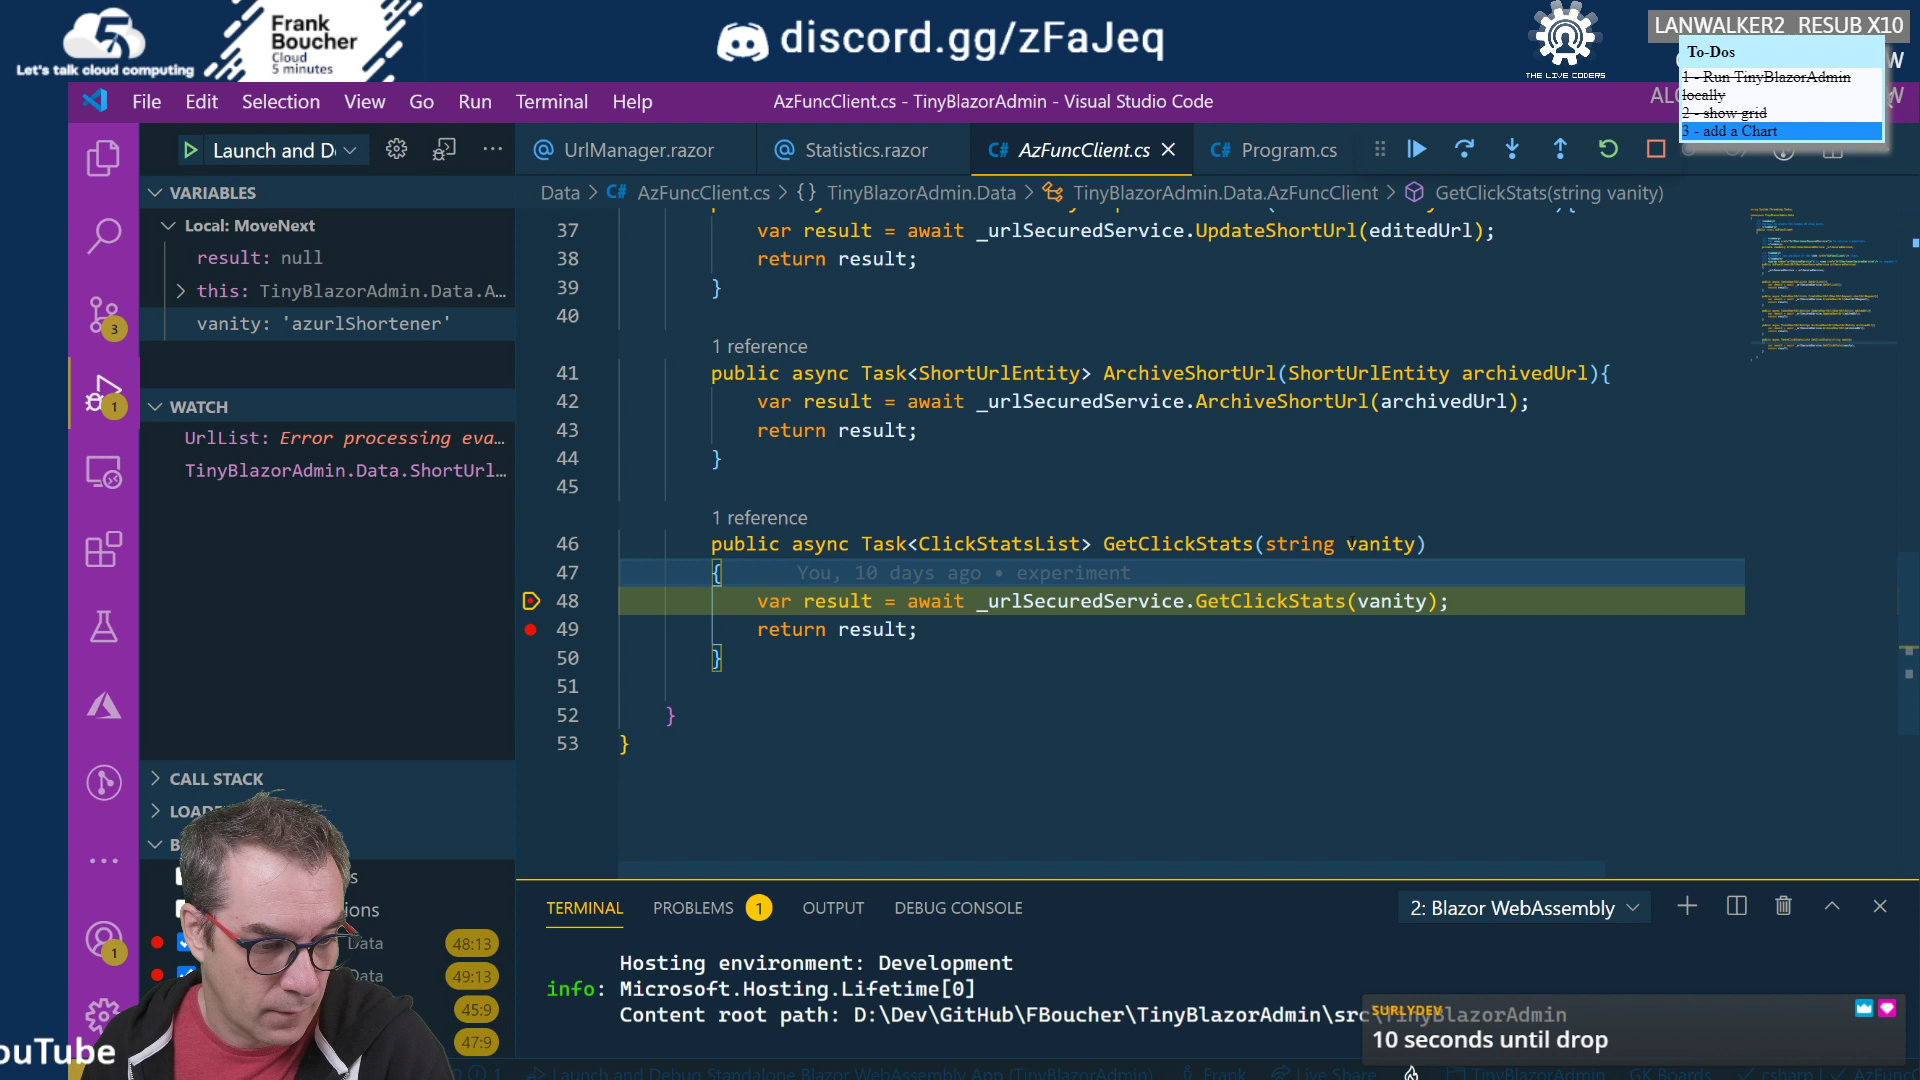 Let's talk cloud computing
Frank
Boucher
Cloud
5 minutes
discord.gg/zFaJeq
THE LIVE CODERS
LANWALKER2 RESUB X10
To-Dos
1 - Run TinyBlazorAdmin
locally
2 - show grid
3 - add a Chart
File Edit Selection View Go Run Terminal Help
AzFuncClient.cs - TinyBlazorAdmin - Visual Studio Code
Launch and D
UrlManager.razor
Statistics.razor
C# AzFuncClient.cs
C# Program.cs
Data > C# AzFuncClient.cs > {} TinyBlazorAdmin.Data > TinyBlazorAdmin.Data.AzFuncClient > GetClickStats(string vanity)
VARIABLES
Local: MoveNext
result: null
this: TinyBlazorAdmin.Data.A...
vanity: 'azurlShortener'
WATCH
UrlList: Error processing eva...
TinyBlazorAdmin.Data.ShortUrl...
CALL STACK
37 var result = await _urlSecuredService.UpdateShortUrl(editedUrl);
38 return result;
39 }
40
1 reference
41 public async Task<ShortUrlEntity> ArchiveShortUrl(ShortUrlEntity archivedUrl){
42 var result = await _urlSecuredService.ArchiveShortUrl(archivedUrl);
43 return result;
44 }
45
1 reference
46 public async Task<ClickStatsList> GetClickStats(string vanity)
47 { You, 10 days ago • experiment
48 var result = await _urlSecuredService.GetClickStats(vanity);
49 return result;
50 }
51
52 }
53 }
3
1
1
48:13
49:13
45:9
47:9
TERMINAL PROBLEMS 1 OUTPUT DEBUG CONSOLE
2: Blazor WebAssembly
Hosting environment: Development
info: Microsoft.Hosting.Lifetime[0]
Content root path: D:\Dev\GitHub\FBoucher\TinyBlazorAdmin\src\TinyBlazorAdmin
SURLYDEV
10 seconds until drop
ouTube
Launch and Debug Standalone Blazor WebAssembly App (TinyBlazorAdmin) Frank Live Share TinyBlazorAdmin GK Boards csharp